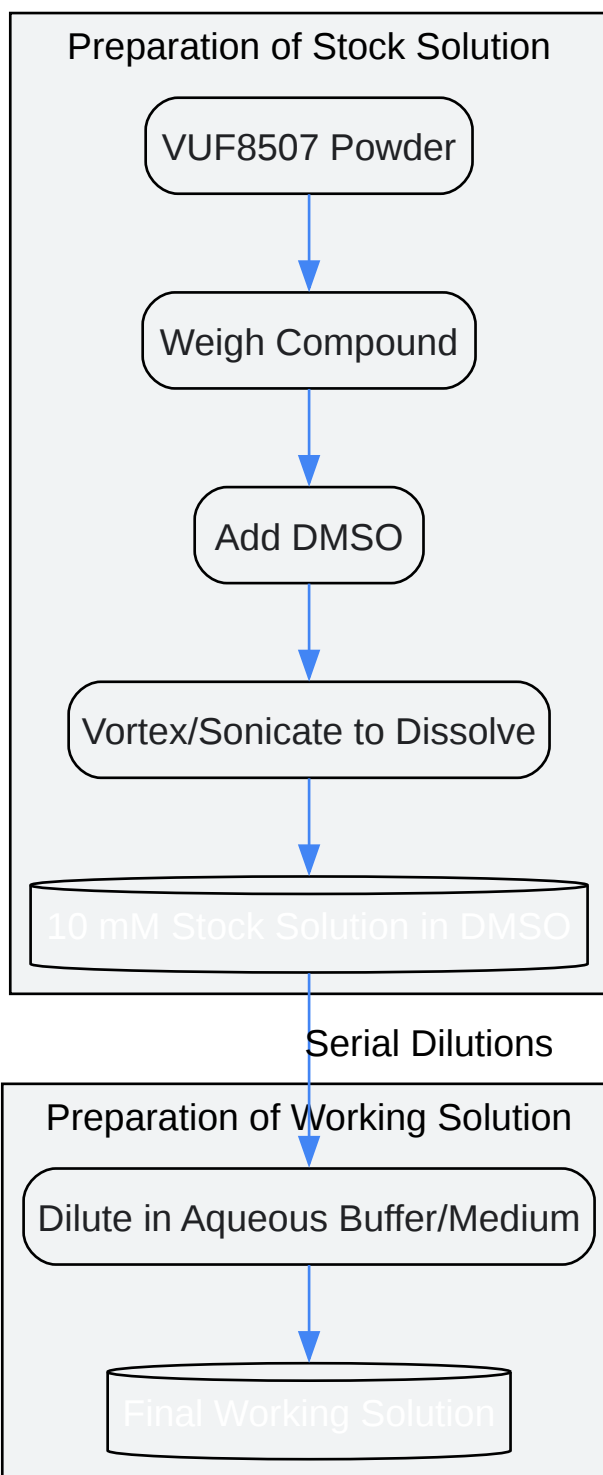 Preparation of Stock Solution
VUF8507 Powder
Weigh Compound
Add DMSO
Vortex/Sonicate to Dissolve
10 mM Stock Solution in DMSO
Serial Dilutions
Preparation of Working Solution
Dilute in Aqueous Buffer/Medium
Final Working Solution